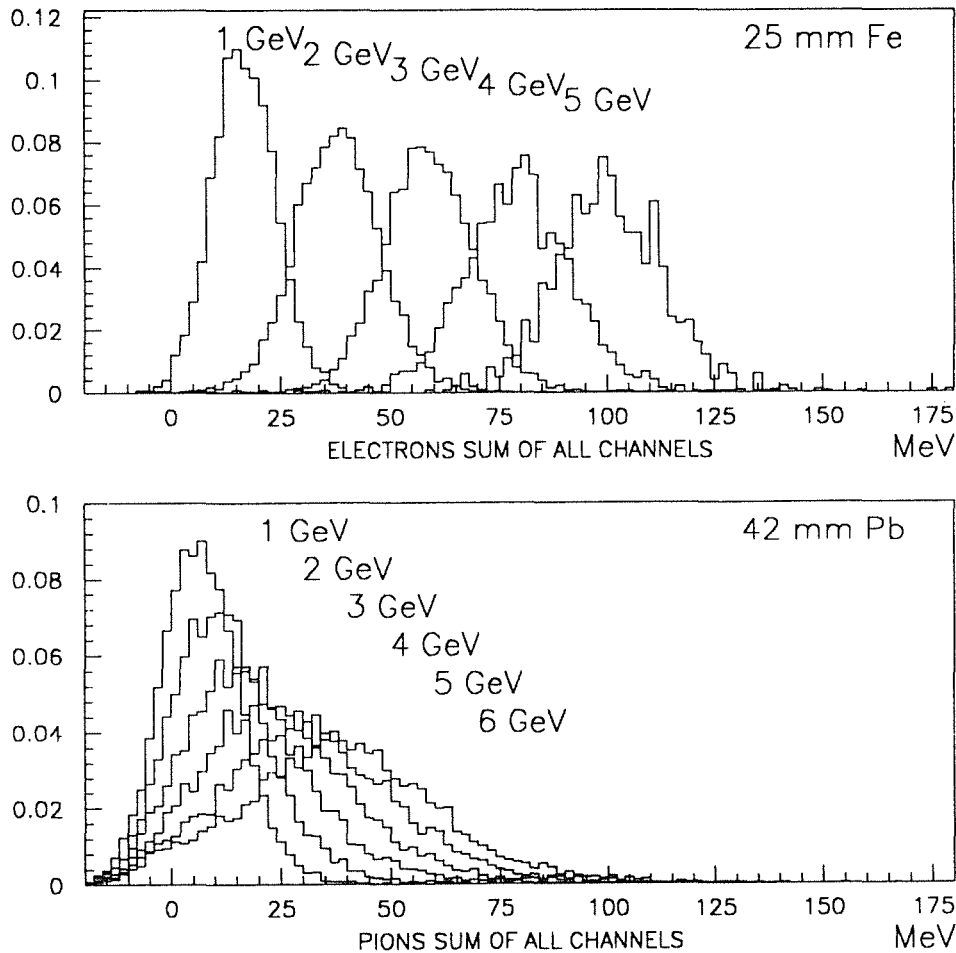 0.12
1 GeV 2 GeV 3 GeV 4 GeV 5 GeV
25 mm Fe
0.1
0.08
0.06
0.04
0.02
0
0 25 50 75 100 125 150 175
ELECTRONS SUM OF ALL CHANNELS
MeV
0.1
1 GeV
42 mm Pb
2 GeV
0.08
3 GeV
4 GeV
0.06
5 GeV
6 GeV
0.04
0.02
0
0 25 50 75 100 125 150 175
PIONS SUM OF ALL CHANNELS
MeV